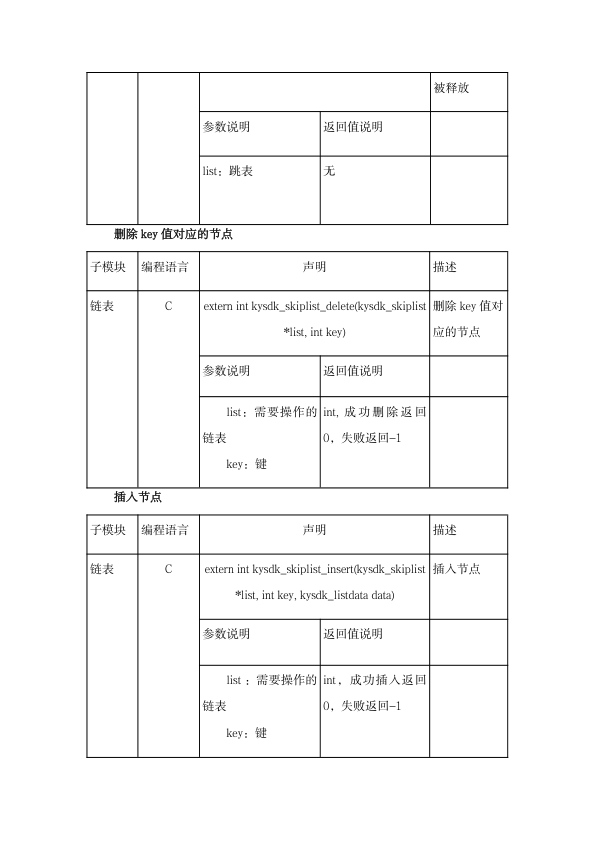 被释放
参数说明 返回值说明
list：跳表 无
删除 key 值对应的节点
子模块 编程语言 声明 描述
链表 C extern int kysdk_skiplist_delete(kysdk_skiplist 删除 key 值对
*list, int key) 应的节点
参数说明 返回值说明
list：需要操作的 int, 成功删除返回
链表 0，失败返回-1
key：键
插入节点
子模块 编程语言 声明 描述
链表 C extern int kysdk_skiplist_insert(kysdk_skiplist 插入节点
*list, int key, kysdk_listdata data)
参数说明 返回值说明
list：需要操作的 int，成功插入返回
链表 0，失败返回-1
key：键